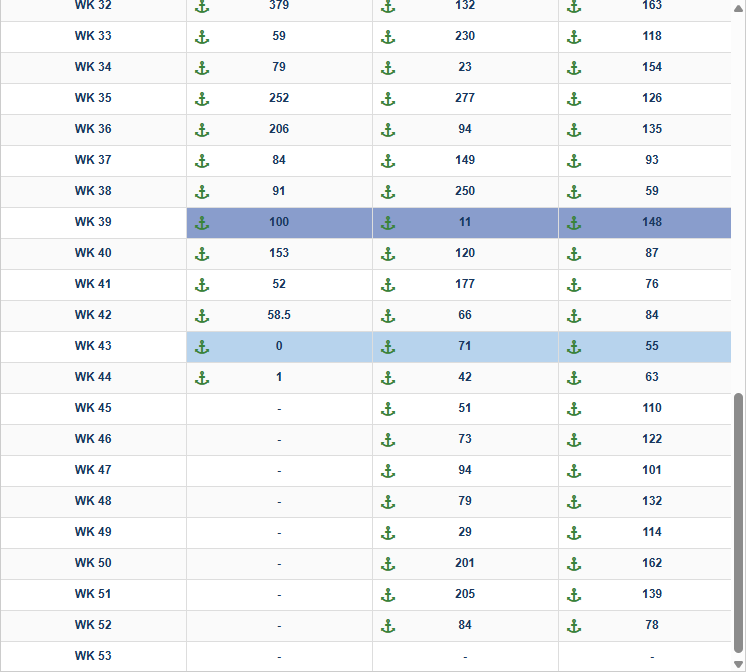 WK 32 379 132 163
WK 33 59 230 118
WK 34 79 23 154
WK 35 252 277 126
WK 36 206 94 135
WK 37 84 149 93
WK 38 91 250 59
WK 39 100 11 148
WK 40 153 120 87
WK 41 52 177 76
WK 42 58.5 66 84
WK 43 0 71 55
WK 44 1 42 63
WK 45 - 51 110
WK 46 - 73 122
WK 47 - 94 101
WK 48 - 79 132
WK 49 - 29 114
WK 50 - 201 162
WK 51 - 205 139
WK 52 - 84 78
WK 53 - - -